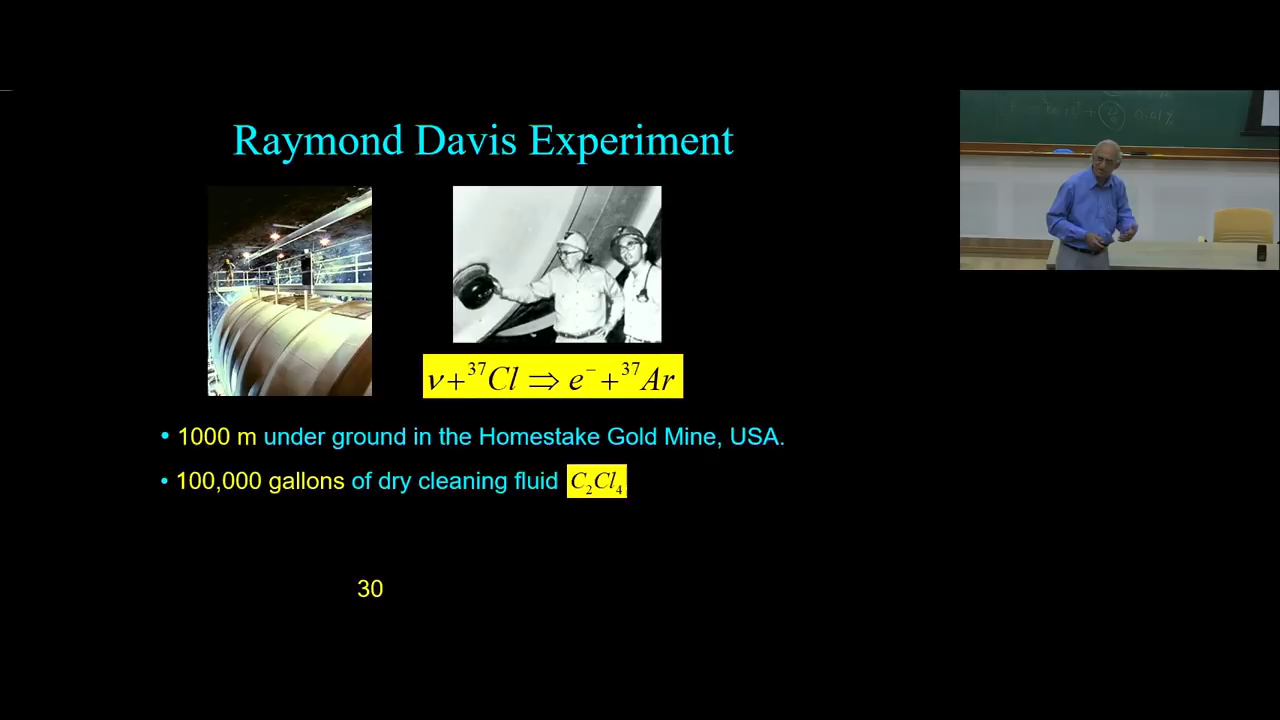 Raymond Davis Experiment
ν+³⁷Cl ⇒ e⁻+³⁷Ar
• 1000 m under ground in the Homestake Gold Mine, USA.
• 100,000 gallons of dry cleaning fluid C₂Cl₄
30